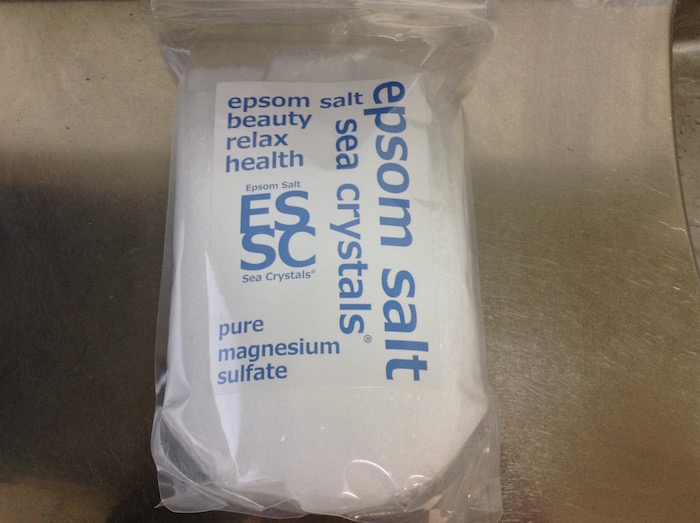 epsom salt
beauty
relax
health
Epsom Salt
ES
SC
Sea Crystals®
pure
magnesium
sulfate
sea crystals®
epsom salt